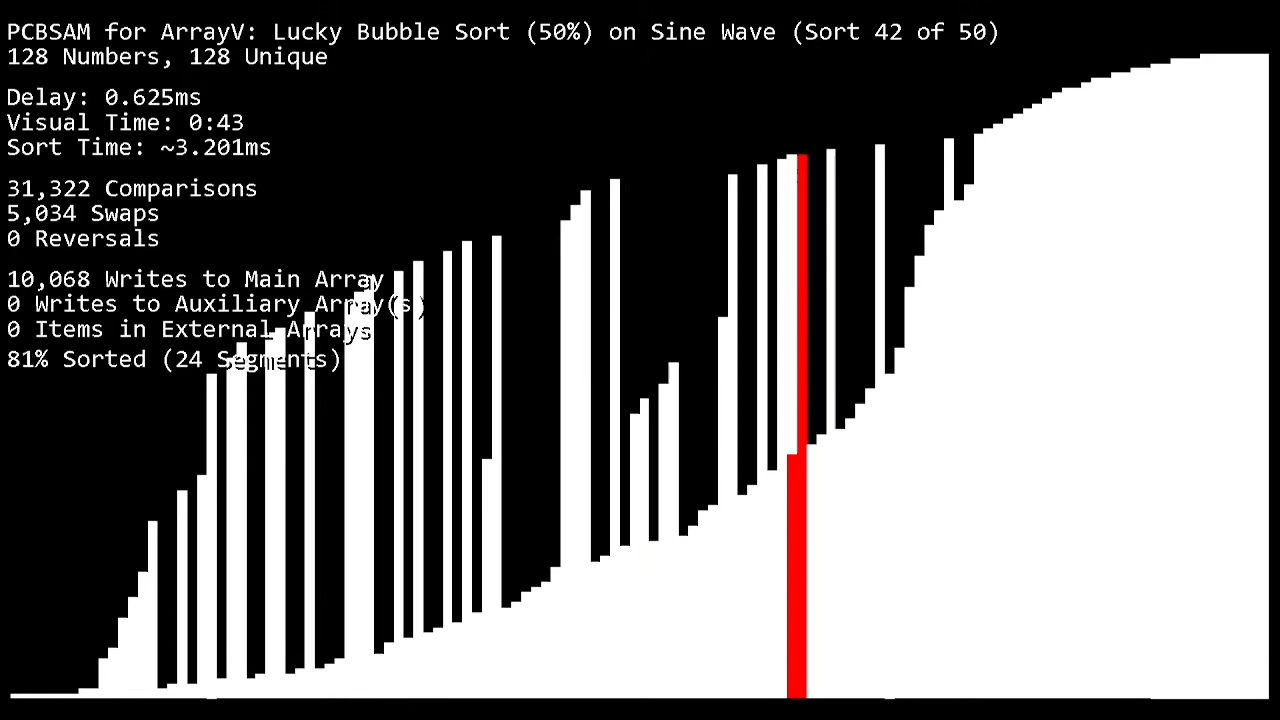 PCBSAM for ArrayV: Lucky Bubble Sort (50%) on Sine Wave (Sort 42 of 50)
128 Numbers, 128 Unique
Delay: 0.625ms
Visual Time: 0:43
Sort Time: ~3.201ms
31,322 Comparisons
5,034 Swaps
0 Reversals
10,068 Writes to Main Array
0 Writes to Auxiliary Array(s)
0 Items in External Arrays
81% Sorted (24 Segments)